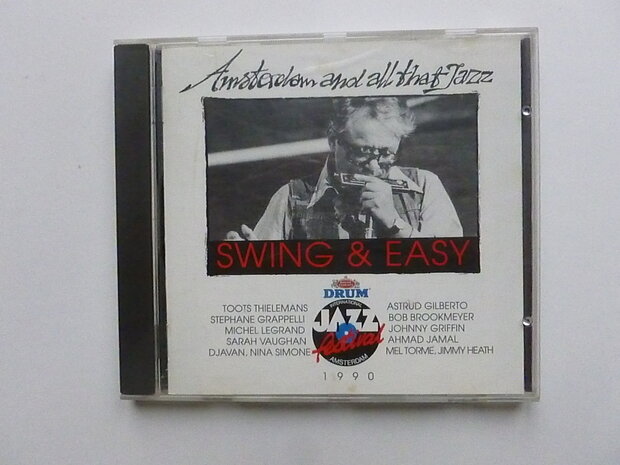 Amsterdam and all that Jazz
SWING & EASY
DRUM
TOOTS THIELEMANS
STEPHANE GRAPPELLI
MICHEL LEGRAND
SARAH VAUGHAN
DJAVAN. NINA SIMONE
INTERNATIONAL
JAZZ
festival
AMSTERDAM
ASTRUD GILBERTO
BOB BROOKMEYER
JOHNNY GRIFFIN
AHMAD JAMAL
MEL TORME, JIMMY HEATH
1990